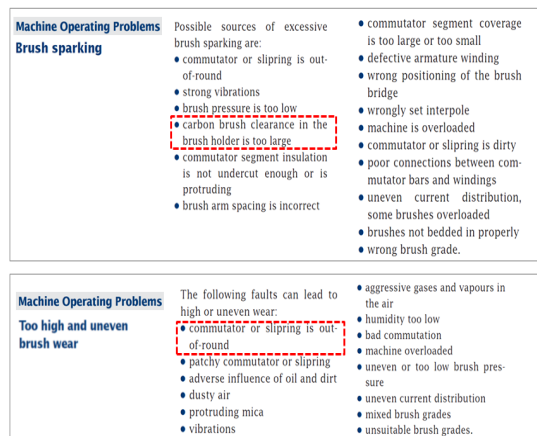 Machine Operating Problems
Brush sparking
Possible sources of excessive
brush sparking are:
• commutator or slipring is out-
of-round
• strong vibrations
• brush pressure is too low
• carbon brush clearance in the
brush holder is too large
• commutator segment insulation
is not undercut enough or is
protruding
• brush arm spacing is incorrect
• commutator segment coverage
is too large or too small
• defective armature winding
• wrong positioning of the brush
bridge
• wrongly set interpole
• machine is overloaded
• commutator or slipring is dirty
• poor connections between com-
mutator bars and windings
• uneven current distribution,
some brushes overloaded
• brushes not bedded in properly
• wrong brush grade.
Machine Operating Problems
Too high and uneven
brush wear
The following faults can lead to
high or uneven wear:
• commutator or slipring is out-
of-round
• patchy commutator or slipring
• adverse influence of oil and dirt
• dusty air
• protruding mica
• vibrations
• aggressive gases and vapours in
the air
• humidity too low
• bad commutation
• machine overloaded
• uneven or too low brush pres-
sure
• uneven current distribution
• mixed brush grades
• unsuitable brush grades.